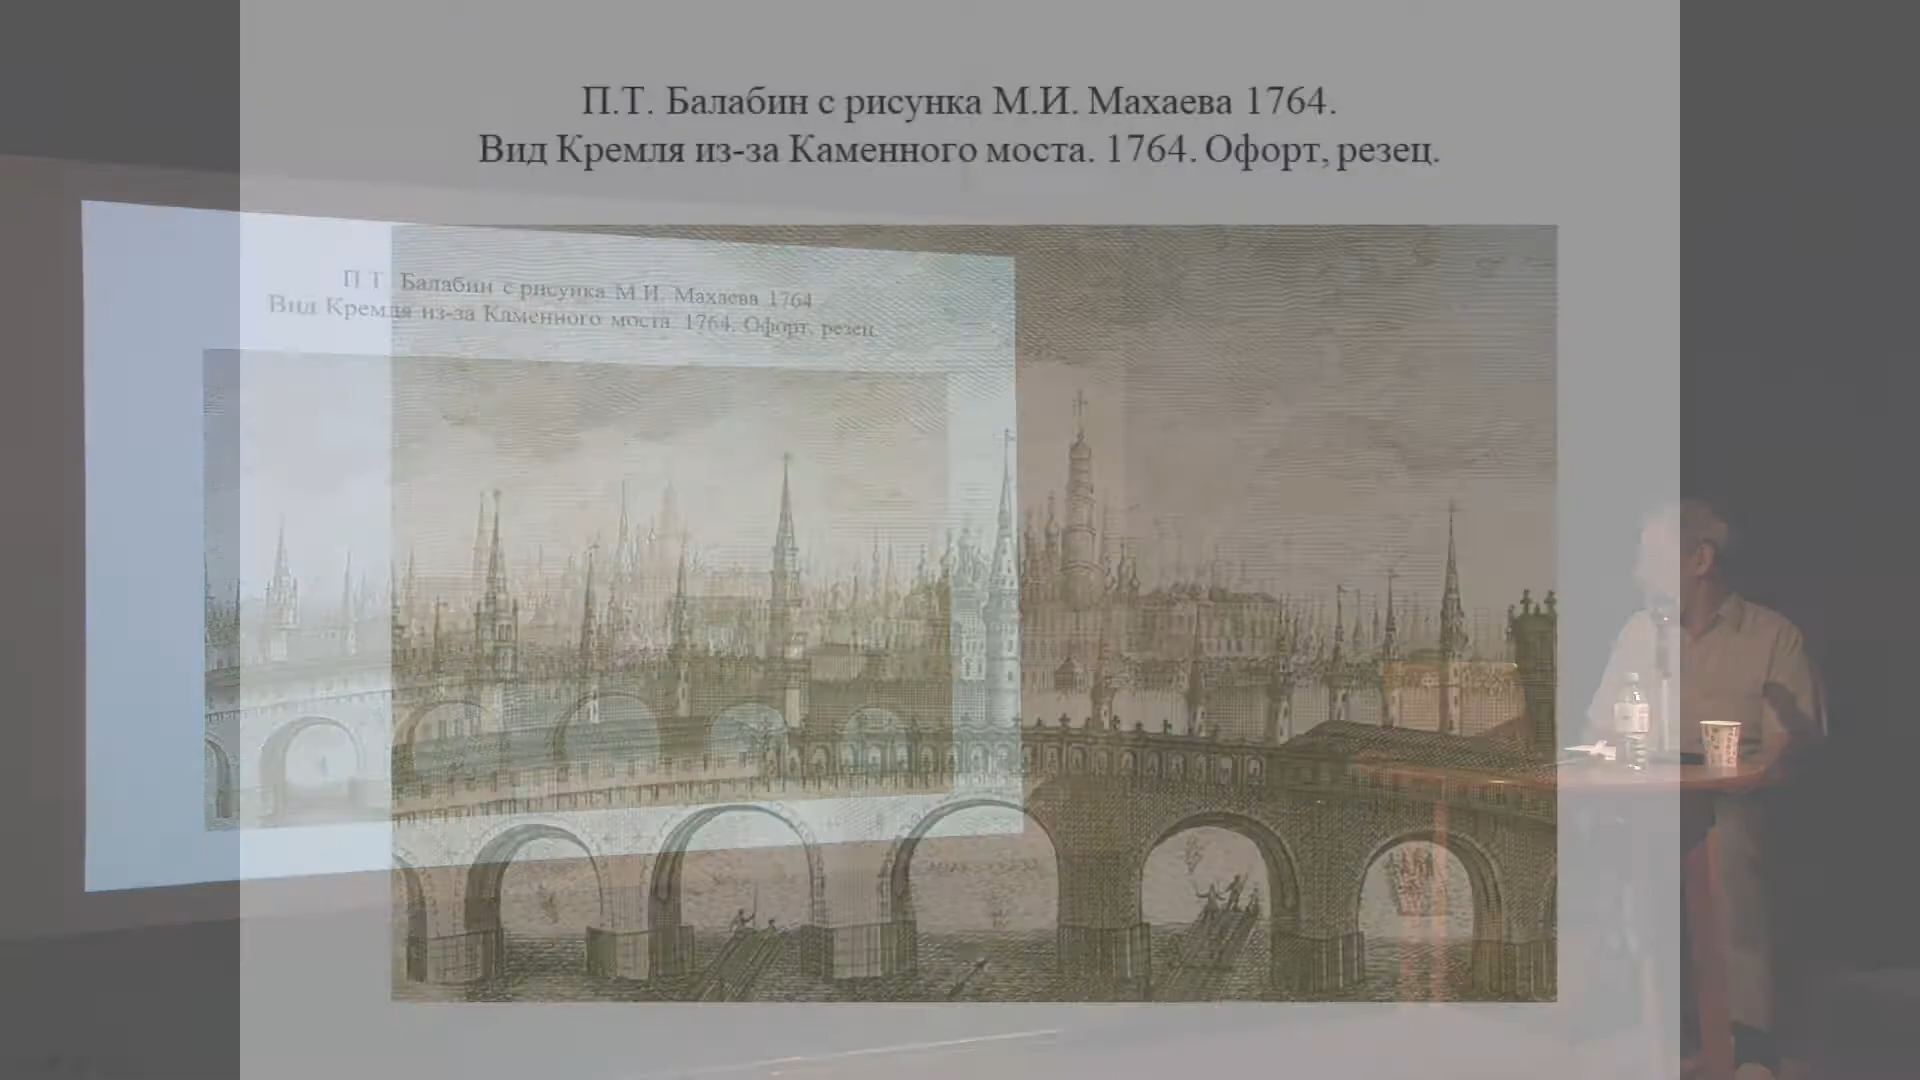 П.Т. Балабин с рисунка М.И. Махаева 1764.
Вид Кремля из-за Каменного моста. 1764. Офорт, резец.
П.Т. Балабин с рисунка М.И. Махаева 1764
Вид Кремля из-за Каменного моста. 1764. Офорт, резец.